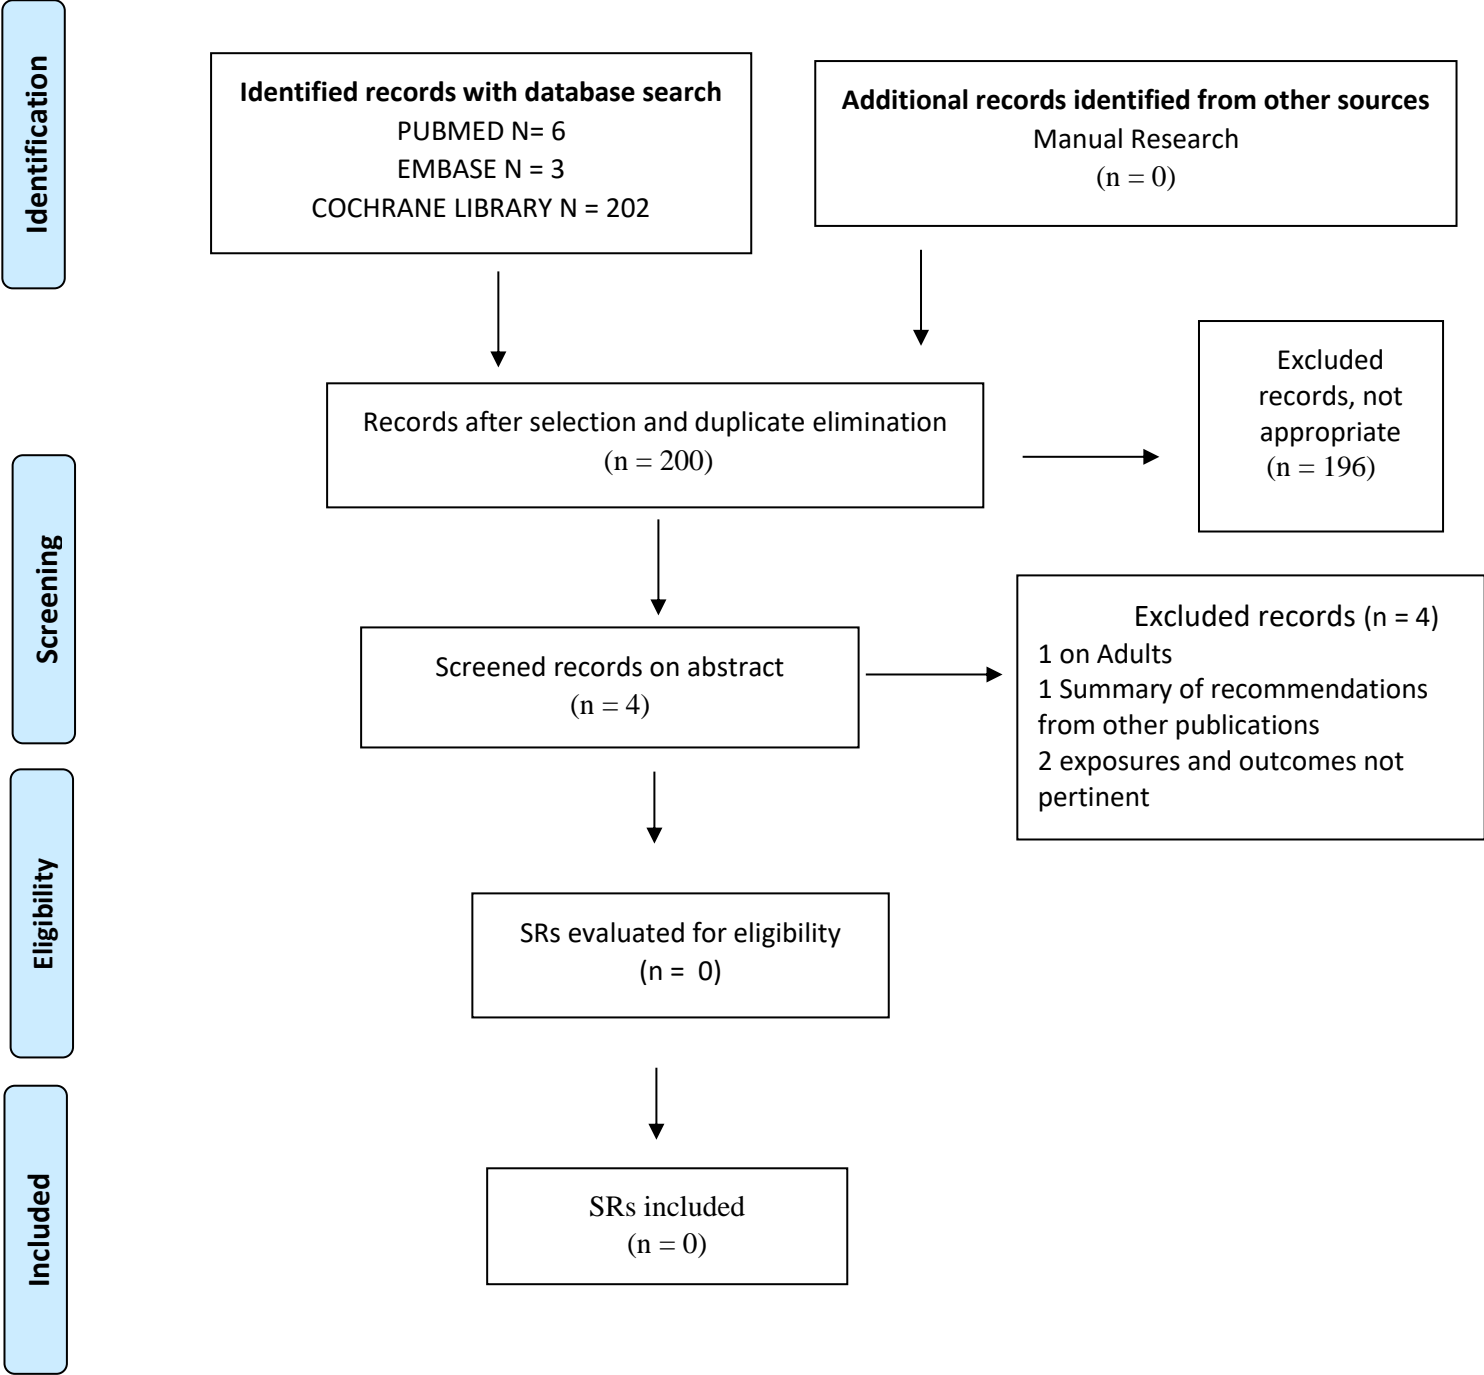 Identification
Identified records with database search
PUBMED N= 6
EMBASE N = 3
COCHRANE LIBRARY N = 202
Additional records identified from other sources
Manual Research
(n = 0)
Records after selection and duplicate elimination
(n = 200)
Excluded
records, not
appropriate
(n = 196)
Screening
Screened records on abstract
(n = 4)
Excluded records (n = 4)
1 on Adults
1 Summary of recommendations
from other publications
2 exposures and outcomes not
pertinent
Eligibility
SRs evaluated for eligibility
(n =  0)
Included
SRs included
(n = 0)